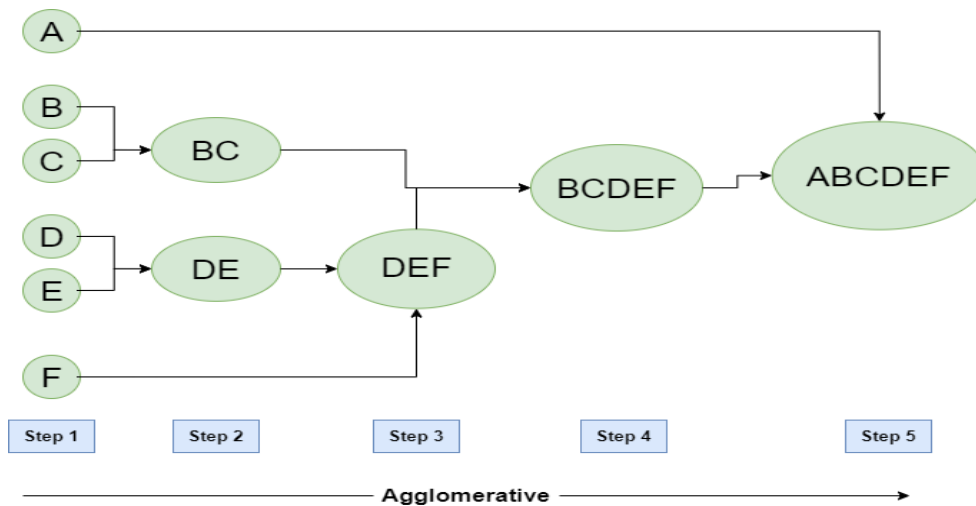 A
B
C
BC
D
E
DE
DEF
BCDEF
ABCDEF
F
Step 1
Step 2
Step 3
Step 4
Step 5
Agglomerative